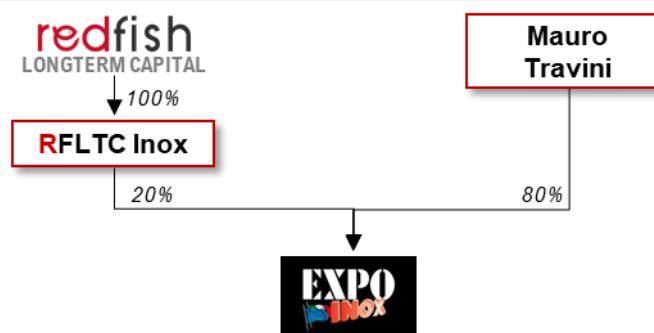 redfish
LONGTERM CAPITAL
Mauro
Travini
100%
RFLTC Inox
20%
80%
EXPO
INOX